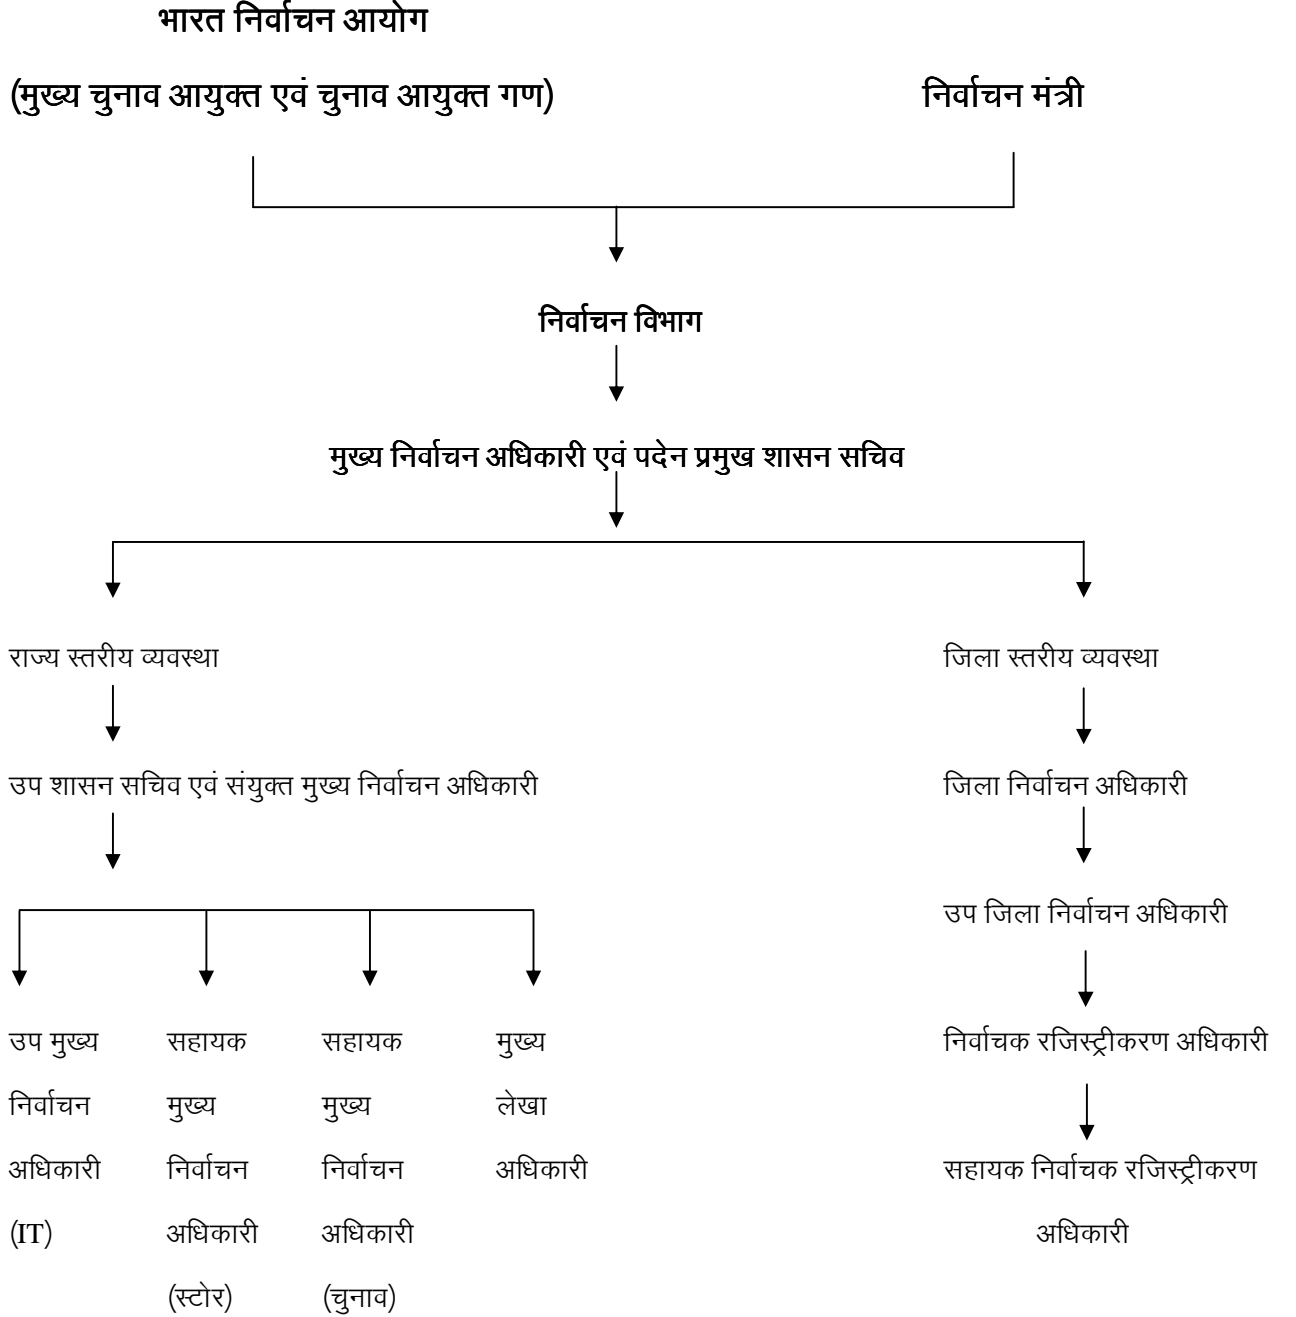 भारत निर्वाचन आयोग
(मुख्य चुनाव आयुक्त एवं चुनाव आयुक्त गण)
निर्वाचन मंत्री
निर्वाचन विभाग
मुख्य निर्वाचन अधिकारी एवं पदेन प्रमुख शासन सचिव
राज्य स्तरीय व्यवस्था
जिला स्तरीय व्यवस्था
उप शासन सचिव एवं संयुक्त मुख्य निर्वाचन अधिकारी
जिला निर्वाचन अधिकारी
उप जिला निर्वाचन अधिकारी
उप मुख्य
निर्वाचन
अधिकारी
(IT)
सहायक
मुख्य
निर्वाचन
अधिकारी
(स्टोर)
सहायक
मुख्य
निर्वाचन
अधिकारी
(चुनाव)
मुख्य
लेखा
अधिकारी
निर्वाचक रजिस्ट्रीकरण अधिकारी
सहायक निर्वाचक रजिस्ट्रीकरण
अधिकारी